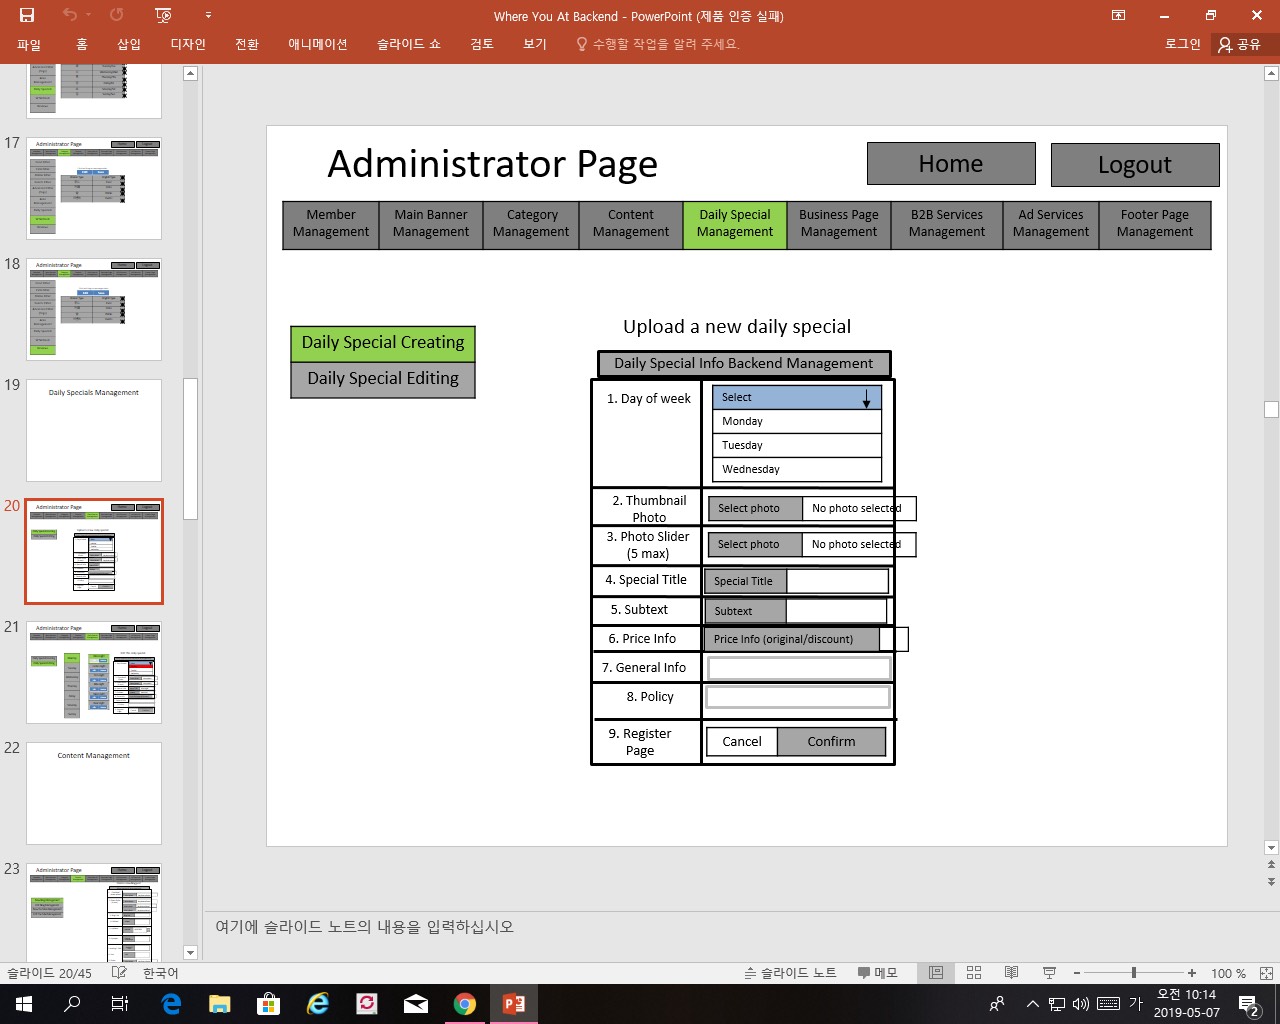 Where You At Backend - PowerPoint (제품 인증 실패)
파일 홈 삽입 디자인 전환 애니메이션 슬라이드 쇼 검토 보기 수행할 작업을 알려 주세요. 로그인 공유
17
Administrator Page
18
Administrator Page
19
Daily Specials Management
20
Administrator Page
21
Administrator Page
22
Content Management
23
Administrator Page
Administrator Page
Home
Logout
Member Management
Main Banner Management
Category Management
Content Management
Daily Special Management
Business Page Management
B2B Services Management
Ad Services Management
Footer Page Management
Daily Special Creating
Daily Special Editing
Upload a new daily special
Daily Special Info Backend Management
1. Day of week
Select
Monday
Tuesday
Wednesday
2. Thumbnail
Photo
Select photo No photo selected
3. Photo Slider
(5 max)
Select photo No photo selected
4. Special Title Special Title
5. Subtext Subtext
6. Price Info Price Info (original/discount)
7. General Info
8. Policy
9. Register
Page
Cancel Confirm
여기에 슬라이드 노트의 내용을 입력하십시오
슬라이드 20/45 한국어 슬라이드 노트 메모 100 %
가 오전 10:14
2019-05-07
2